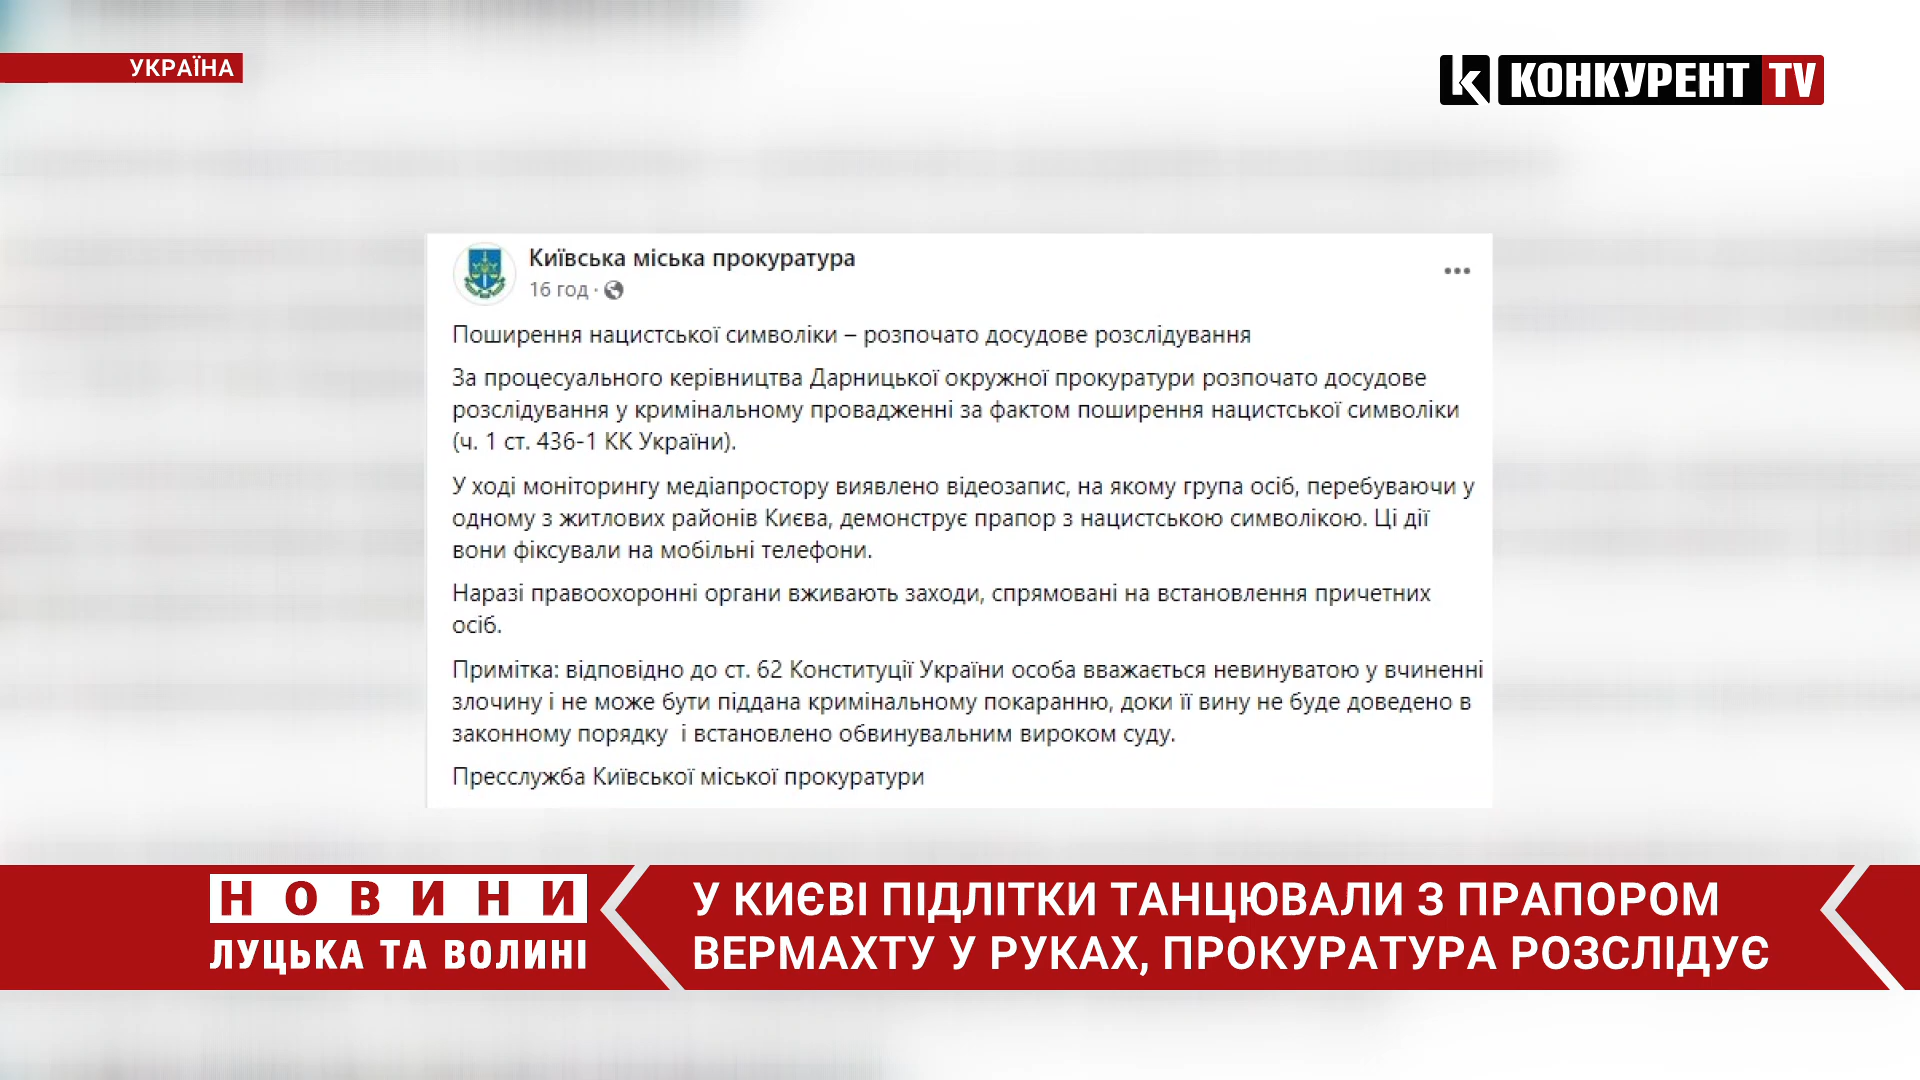 УКРАЇНА
КОНКУРЕНТ TV
Київська міська прокуратура
16 год ·
Поширення нацистської символіки – розпочато досудове розслідування
За процесуального керівництва Дарницької окружної прокуратури розпочато досудове
розслідування у кримінальному провадженні за фактом поширення нацистської символіки
(ч. 1 ст. 436-1 КК України).
У ході моніторингу медіапростору виявлено відеозапис, на якому група осіб, перебуваючи у
одному з житлових районів Києва, демонструє прапор з нацистською символікою. Ці дії
вони фіксували на мобільні телефони.
Наразі правоохоронні органи вживають заходи, спрямовані на встановлення причетних
осіб.
Примітка: відповідно до ст. 62 Конституції України особа вважається невинуватою у вчиненні
злочину і не може бути піддана кримінальному покаранню, доки її вину не буде доведено в
законному порядку  і встановлено обвинувальним вироком суду.
Пресслужба Київської міської прокуратури
НОВИНИ
ЛУЦЬКА ТА ВОЛИНІ
У КИЄВІ ПІДЛІТКИ ТАНЦЮВАЛИ З ПРАПОРОМ
ВЕРМАХТУ У РУКАХ, ПРОКУРАТУРА РОЗСЛІДУЄ